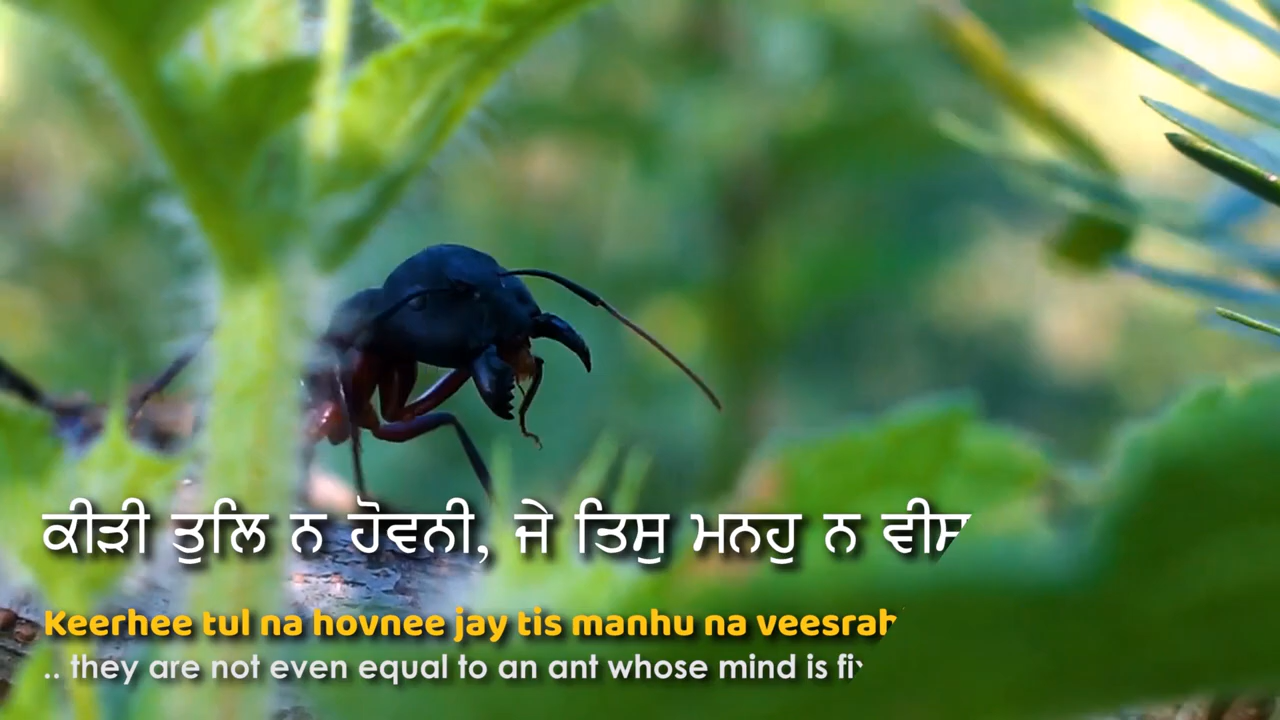 ਕੀੜੀ ਤੁਲਿ ਨ ਹੋਵਨੀ, ਜੇ ਤਿਸੁ ਮਨਹੁ ਨ
Keerhee tul na hovnee jay tis manhu na
.. they are not even equal to an ant whose mind is